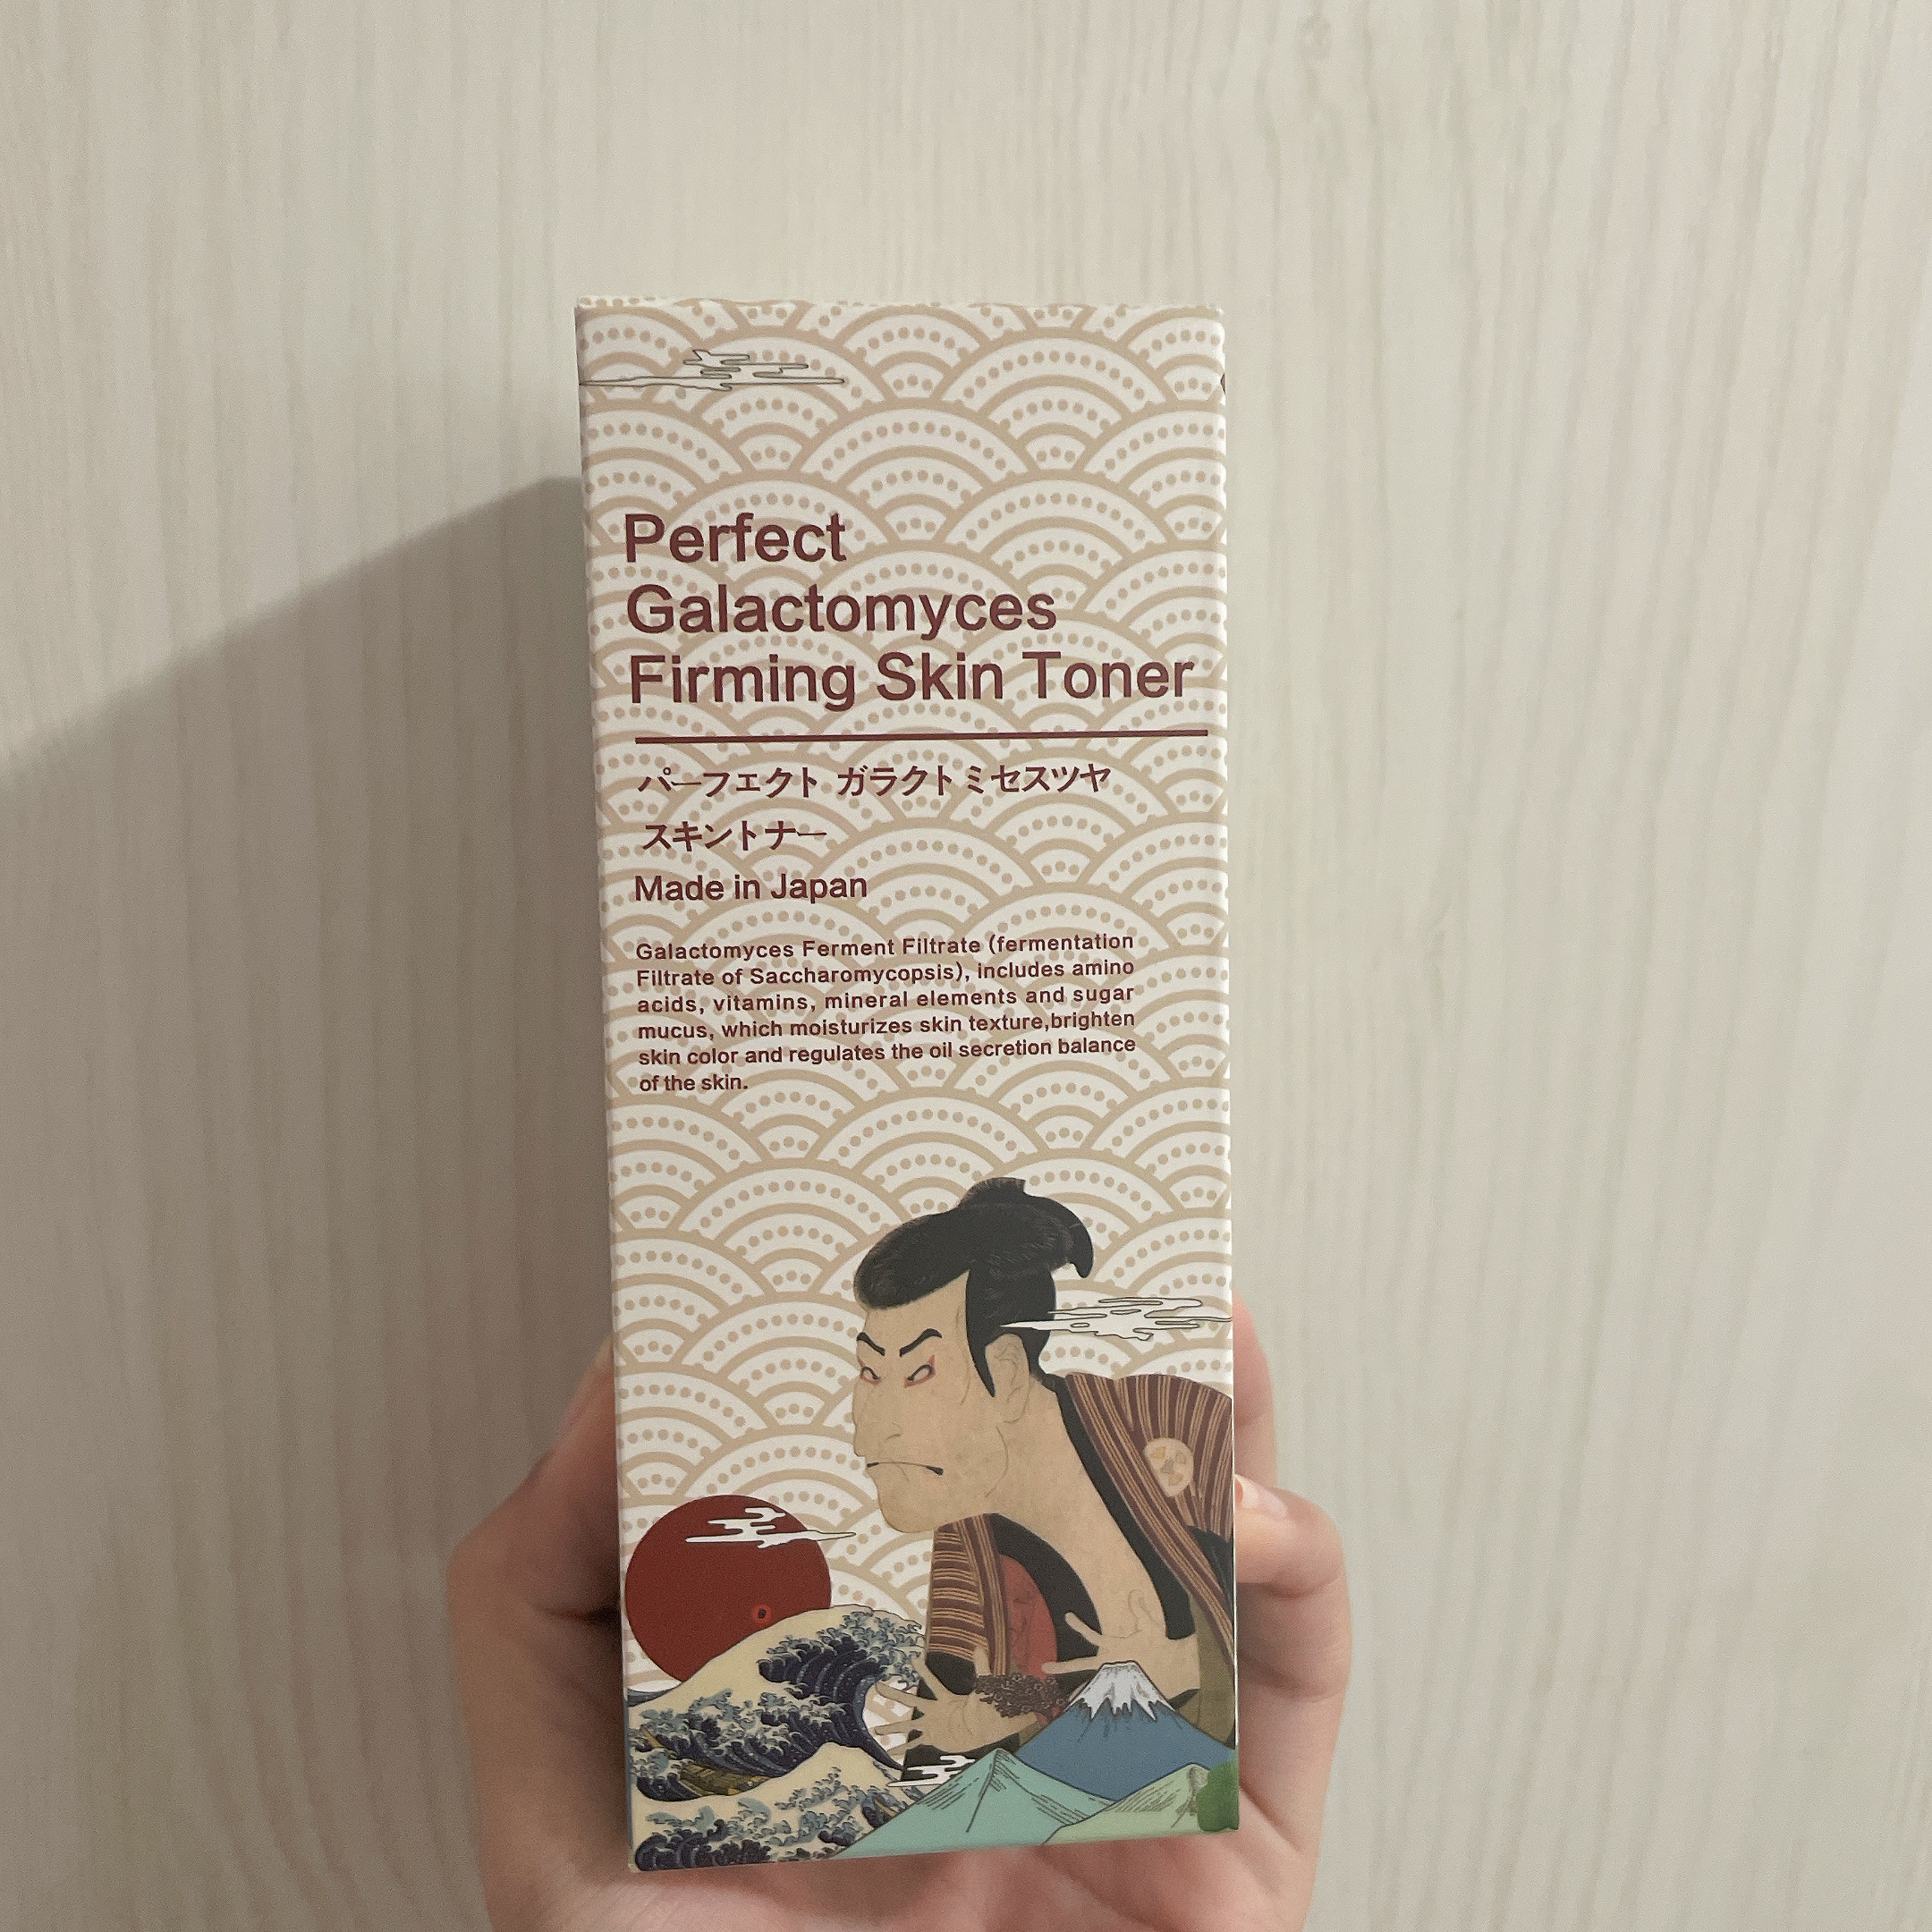 Perfect
Galactomyces
Firming Skin Toner
パーフェクト ガラクトミセスツヤ
スキントナー
Made in Japan
Galactomyces Ferment Filtrate (fermentation
Filtrate of Saccharomycopsis), includes amino
acids, vitamins, mineral elements and sugar
mucus, which moisturizes skin texture,brighten
skin color and regulates the oil secretion balance
of the skin.